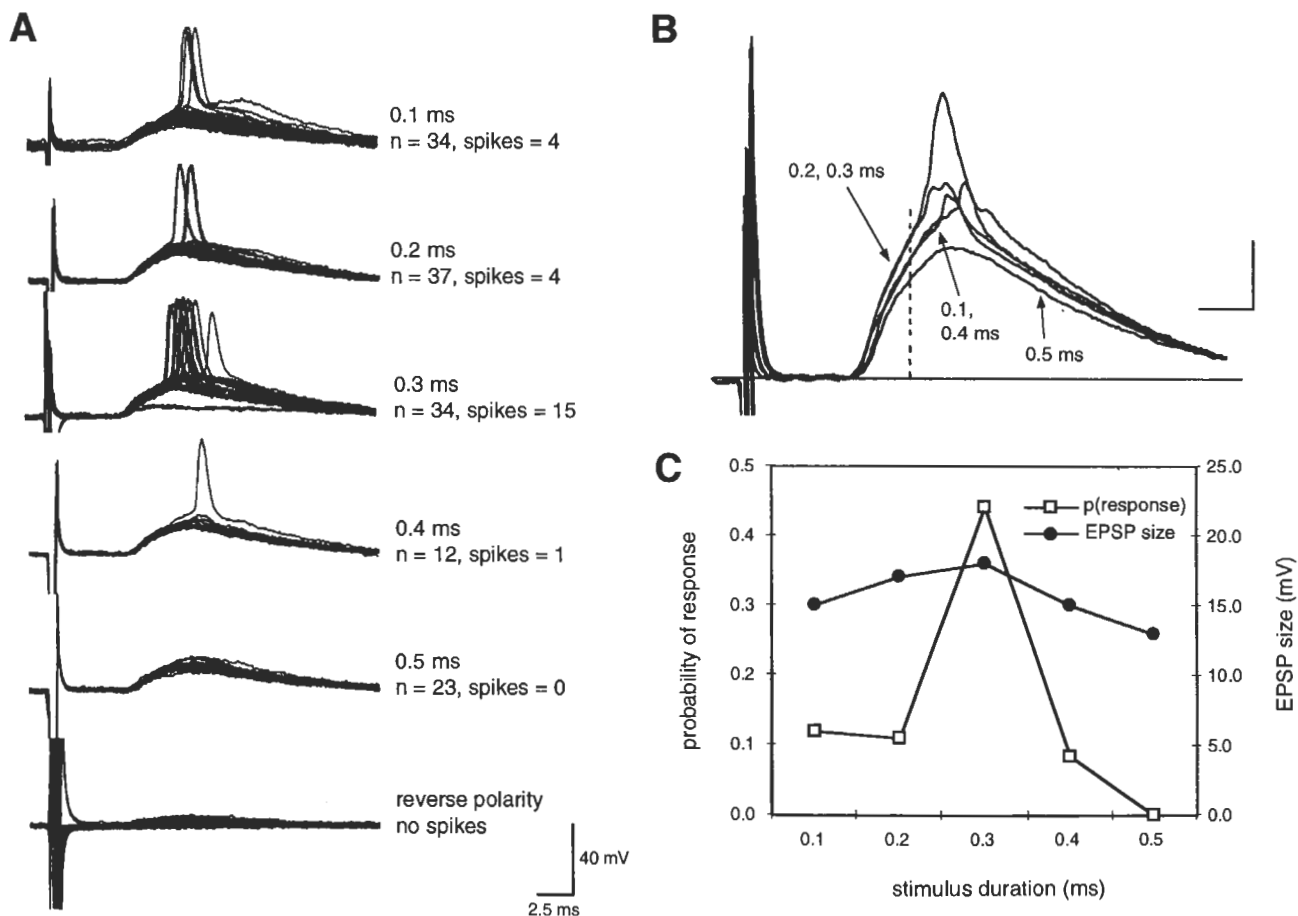 A
0.1 ms
n = 34, spikes = 4
0.2 ms
n = 37, spikes = 4
0.3 ms
n = 34, spikes = 15
0.4 ms
n = 12, spikes = 1
0.5 ms
n = 23, spikes = 0
reverse polarity
no spikes
40 mV
2.5 ms
B
0.2, 0.3 ms
0.1,
0.4 ms
0.5 ms
C
probability of response
0.5
0.4
0.3
0.2
0.1
0.0
p(response)
EPSP size
25.0
20.0
15.0
10.0
5.0
0.0
EPSP size (mV)
0.1 0.2 0.3 0.4 0.5
stimulus duration (ms)